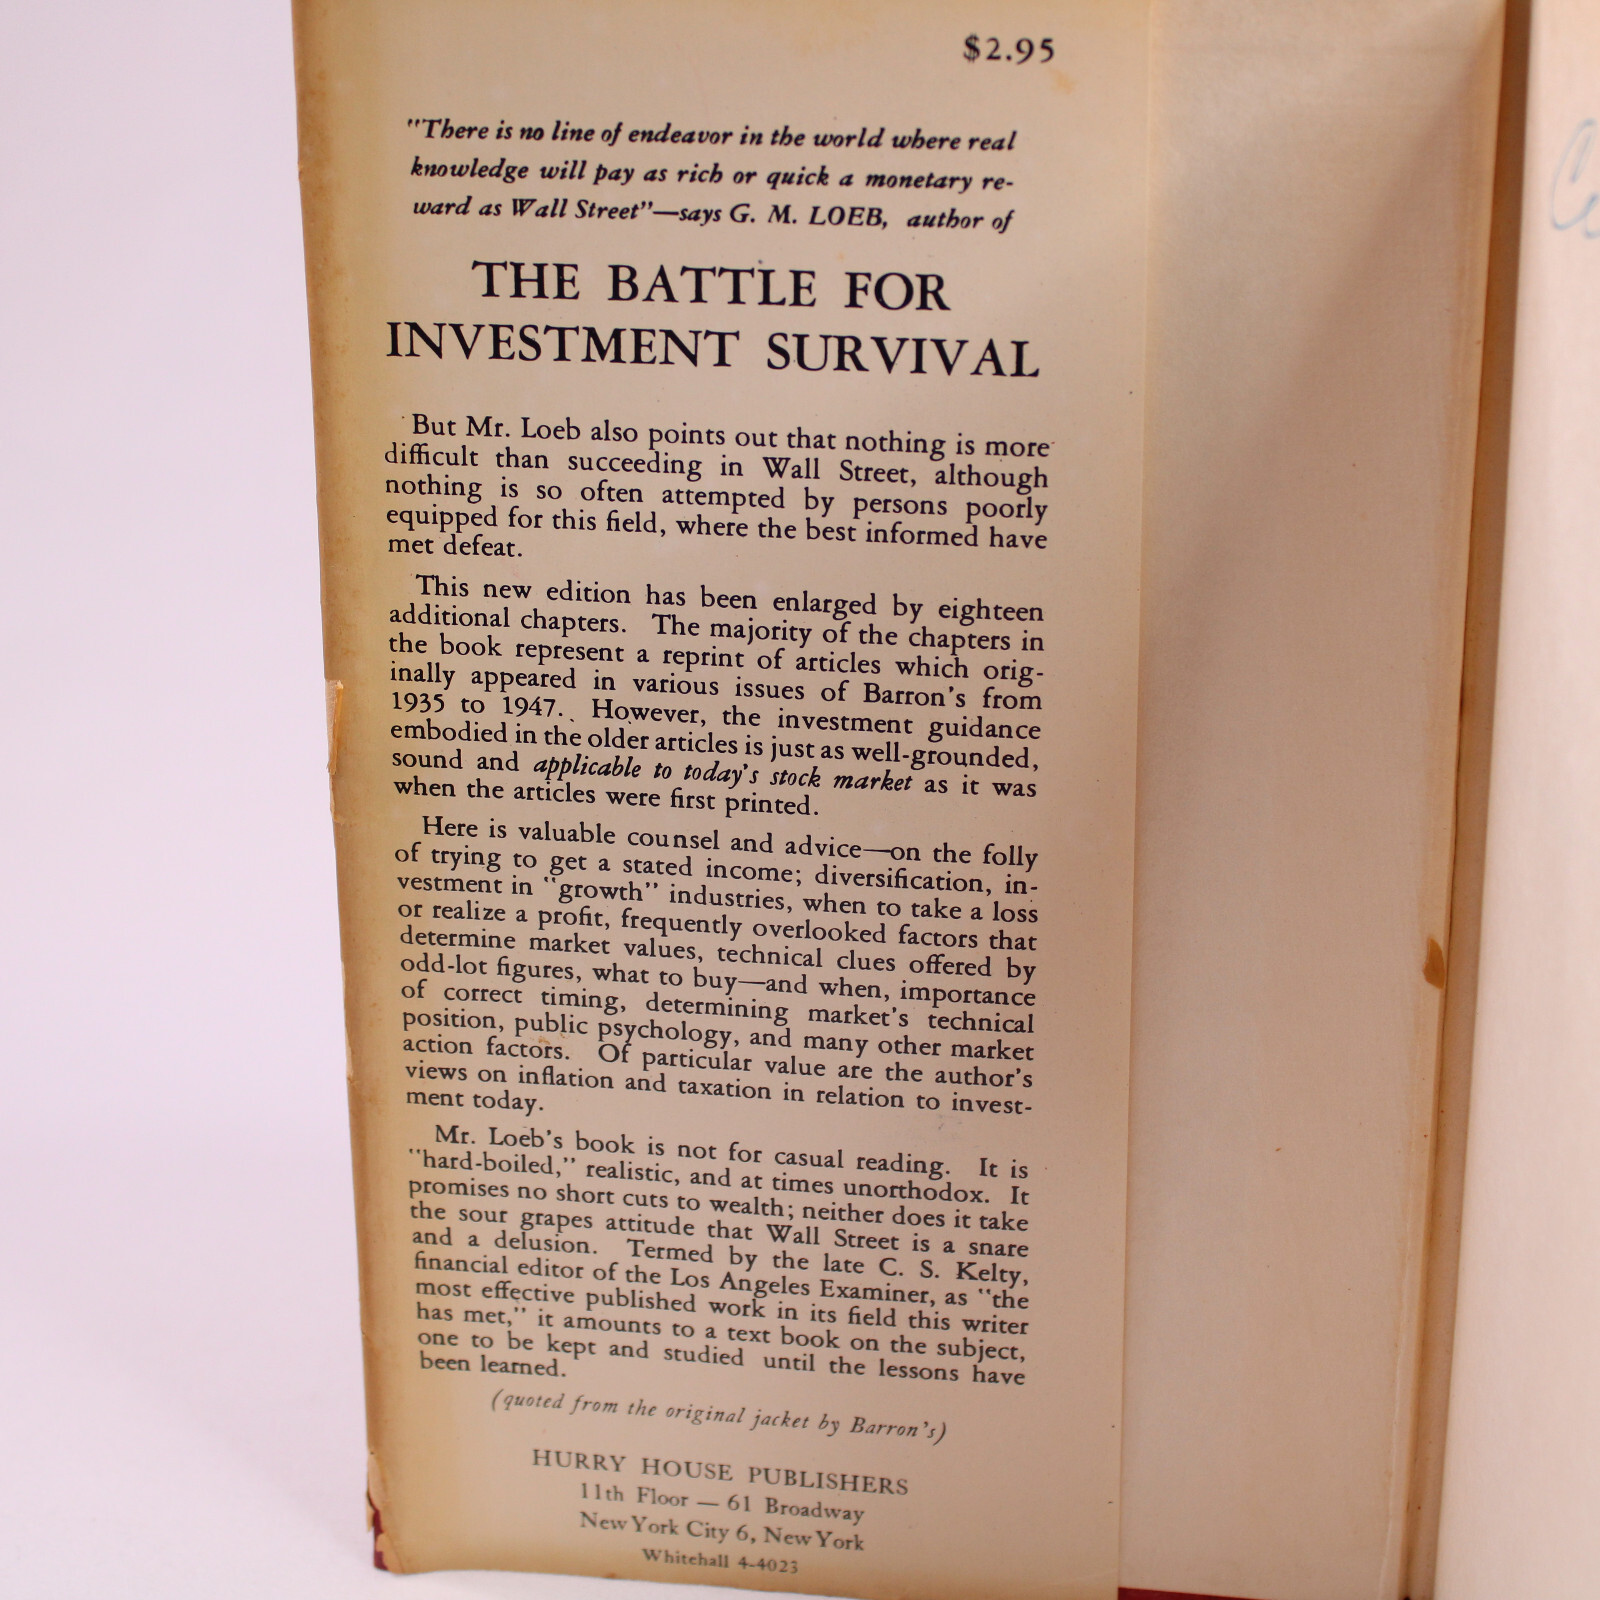 $2.95
"There is no line of endeavor in the world where real
knowledge will pay as rich or quick a monetary re-
ward as Wall Street"—says G. M. LOEB, author of
THE BATTLE FOR
INVESTMENT SURVIVAL
But Mr. Loeb also points out that nothing is more
difficult than succeeding in Wall Street, although
nothing is so often attempted by persons poorly
equipped for this field, where the best informed have
met defeat.
This new edition has been enlarged by eighteen
additional chapters. The majority of the chapters in
the book represent a reprint of articles which orig-
inally appeared in various issues of Barron's from
1935 to 1947. However, the investment guidance
embodied in the older articles is just as well-grounded,
sound and applicable to today's stock market as it was
when the articles were first printed.
Here is valuable counsel and advice—on the folly
of trying to get a stated income; diversification, in-
vestment in "growth" industries, when to take a loss
or realize a profit, frequently overlooked factors that
determine market values, technical clues offered by
odd-lot figures, what to buy—and when, importance
of correct timing, determining market's technical
position, public psychology, and many other market
action factors. Of particular value are the author's
views on inflation and taxation in relation to invest-
ment today.
Mr. Loeb's book is not for casual reading. It is
"hard-boiled," realistic, and at times unorthodox. It
promises no short cuts to wealth; neither does it take
the sour grapes attitude that Wall Street is a snare
and a delusion. Termed by the late C. S. Kelty,
financial editor of the Los Angeles Examiner, as "the
most effective published work in its field this writer
has met," it amounts to a text book on the subject,
one to be kept and studied until the lessons have
been learned.
(quoted from the original jacket by Barron's)
HURRY HOUSE PUBLISHERS
11th Floor — 61 Broadway
New York City 6, New York
Whitehall 4-4023